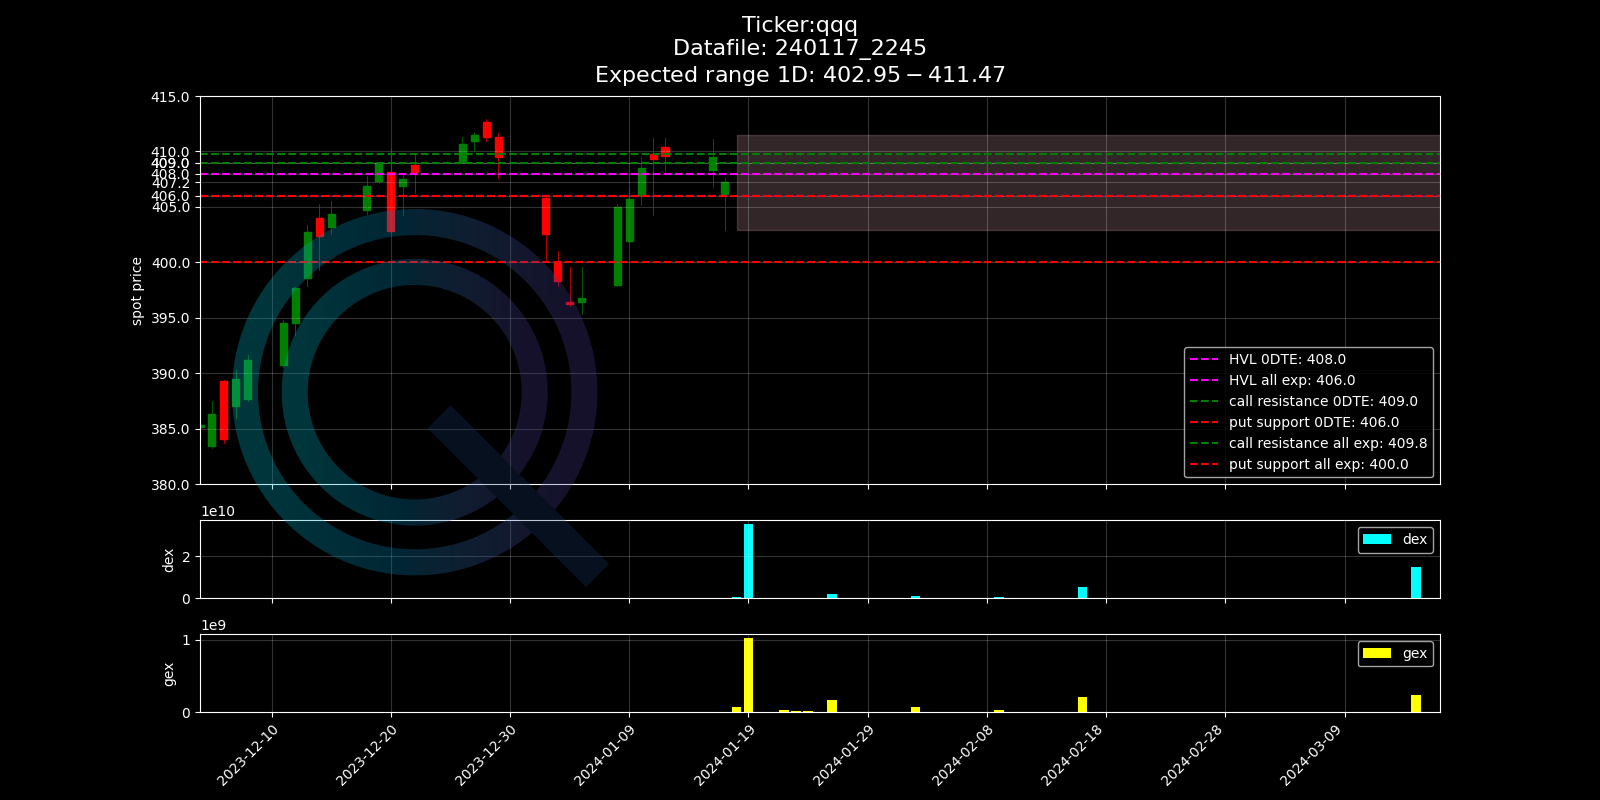 Ticker:qqq
Datafile: 240117_2245
Expected range 1D: 402.95 − 411.47
spot price
415.0
410.0
409.0
408.0
407.2
406.0
405.0
400.0
395.0
390.0
385.0
380.0
HVL 0DTE: 408.0
HVL all exp: 406.0
call resistance 0DTE: 409.0
put support 0DTE: 406.0
call resistance all exp: 409.8
put support all exp: 400.0
1e10
dex
2
0
dex
1e9
gex
1
0
gex
2023-12-10
2023-12-20
2023-12-30
2024-01-09
2024-01-19
2024-01-29
2024-02-08
2024-02-18
2024-02-28
2024-03-09